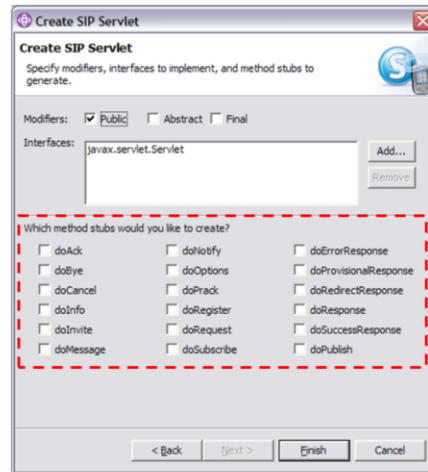 Create SIP Servlet
Create SIP Servlet
Specify modifiers, interfaces to implement, and method stubs to
generate.
Modifiers: Public Abstract Final
Interfaces: javax.servlet.Servlet Add...
Remove
Which method stubs would you like to create?
doAck doNotify doErrorResponse
doBye doOptions doProvisionalResponse
doCancel doPrack doRedirectResponse
doInfo doRegister doResponse
doInvite doRequest doSuccessResponse
doMessage doSubscribe doPublish
< Back Next > Finish Cancel